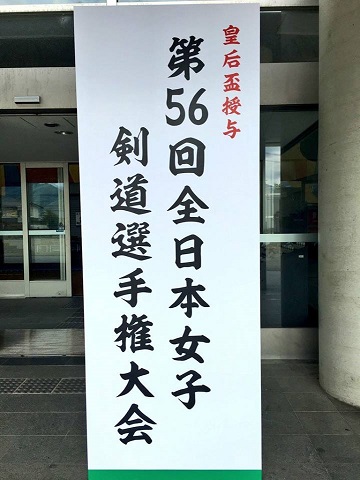 皇后盃授与
第56回全日本女子
剣道選手権大会